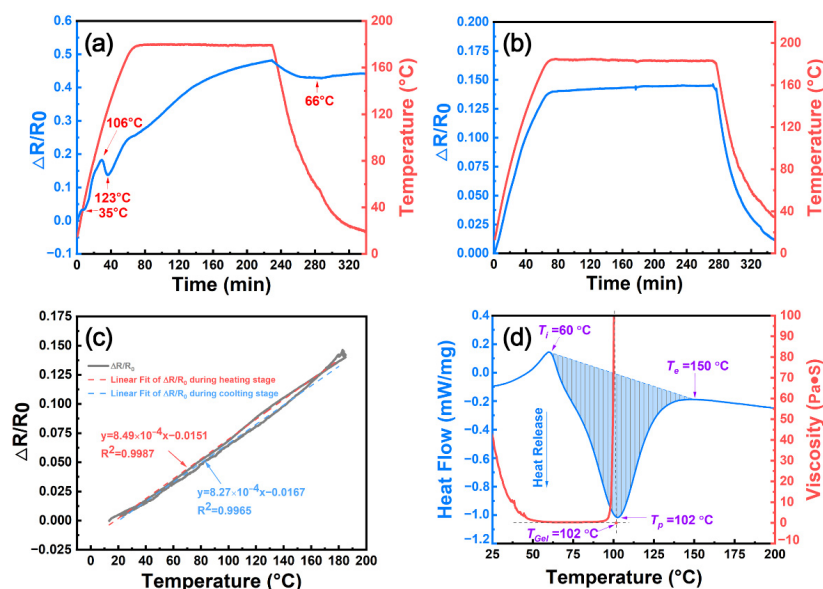 (a)
0.6
0.5
0.4
0.3
0.2
0.1
0.0
−0.1
△R/R0
200
160
120
80
40
0
Temperature (°C)
106°C
123°C
35°C
66°C
0 40 80 120 160 200 240 280 320
Time (min)
(b)
0.200
0.175
0.150
0.125
0.100
0.075
0.050
0.025
0.000
△R/R0
200
160
120
80
40
0
Temperature (°C)
0 40 80 120 160 200 240 280 320
Time (min)
(c)
0.175
0.150
0.125
0.100
0.075
0.050
0.025
0.000
−0.025
△R/R0
△R/R0
Linear Fit of △R/R0 during heating stage
Linear Fit of △R/R0 during coolting stage
y=8.49×10−4x−0.0151
R2=0.9987
y=8.27×10−4x−0.0167
R2=0.9965
0 20 40 60 80 100 120 140 160 180 200
Temperature (°C)
(d)
0.4
0.2
0.0
−0.2
−0.4
−0.6
−0.8
−1.0
−1.2
Heat Flow (mW/mg)
Heat Release
Ti =60 °C
Te =150 °C
Tp =102 °C
TGel =102 °C
100
90
80
70
60
50
40
30
20
10
0
−10
Viscosity (Pa•S)
25 50 75 100 125 150 175 200
Temperature (°C)